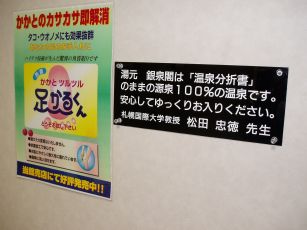 かかとのカサカサ即解消
タコ・ウオノメにも効果抜群
かかと ツルツル
足かるくん
当館売店にて好評発売中!!
湯元 銀泉閣は「温泉分析書」
のままの源泉100%の温泉です。
安心してゆっくりお入りください。
札幌国際大学教授 松田 忠徳 先生